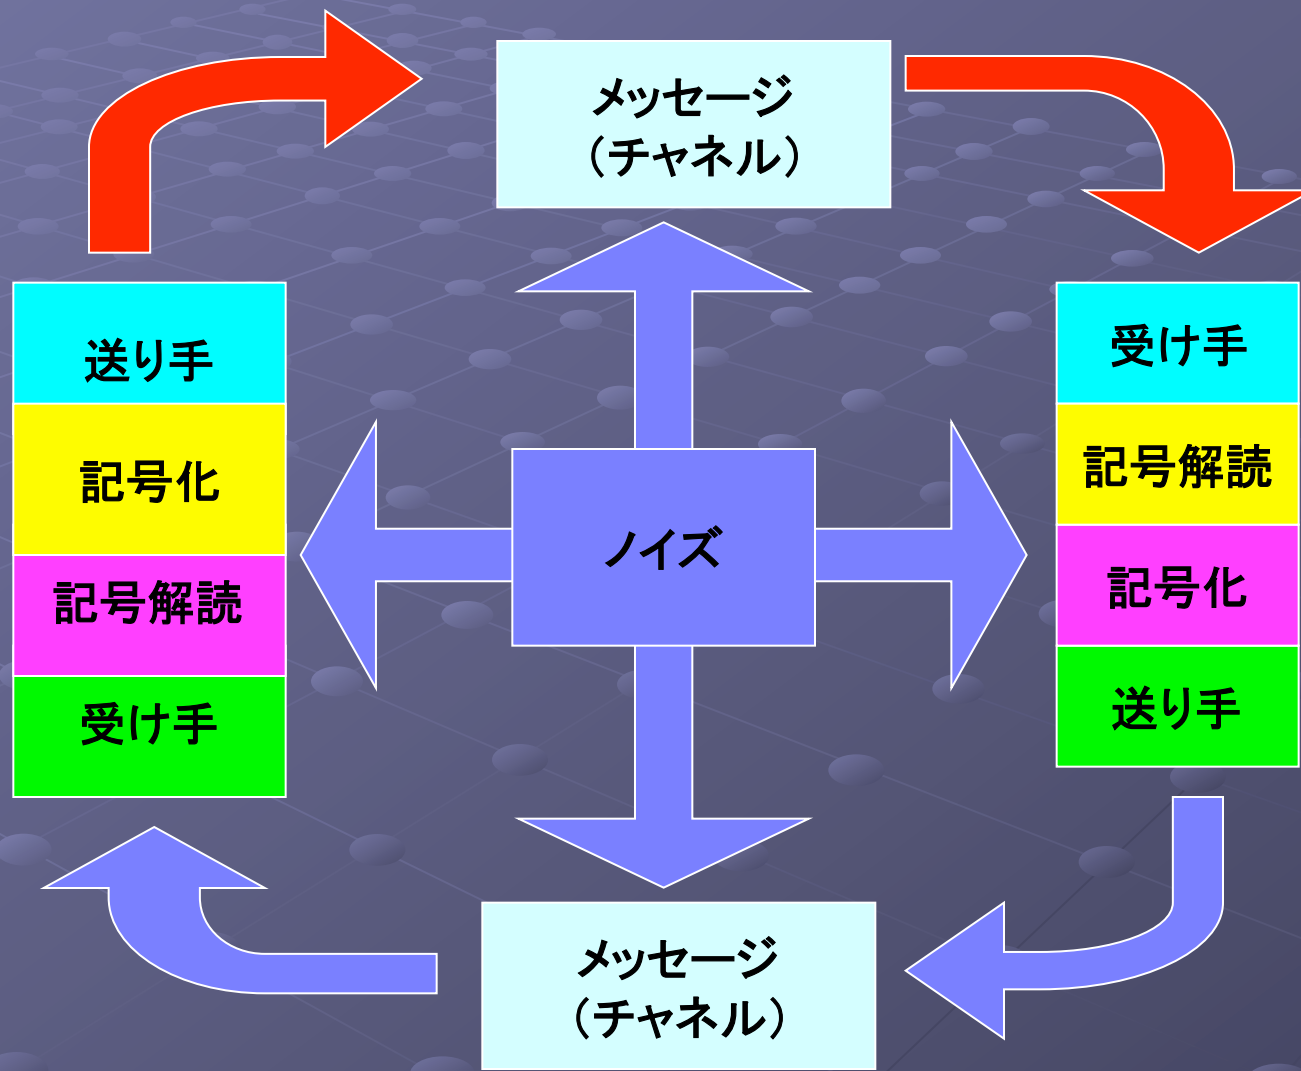 メッセージ
（チャネル）
送り手
記号化
記号解読
受け手
ノイズ
受け手
記号解読
記号化
送り手
メッセージ
（チャネル）